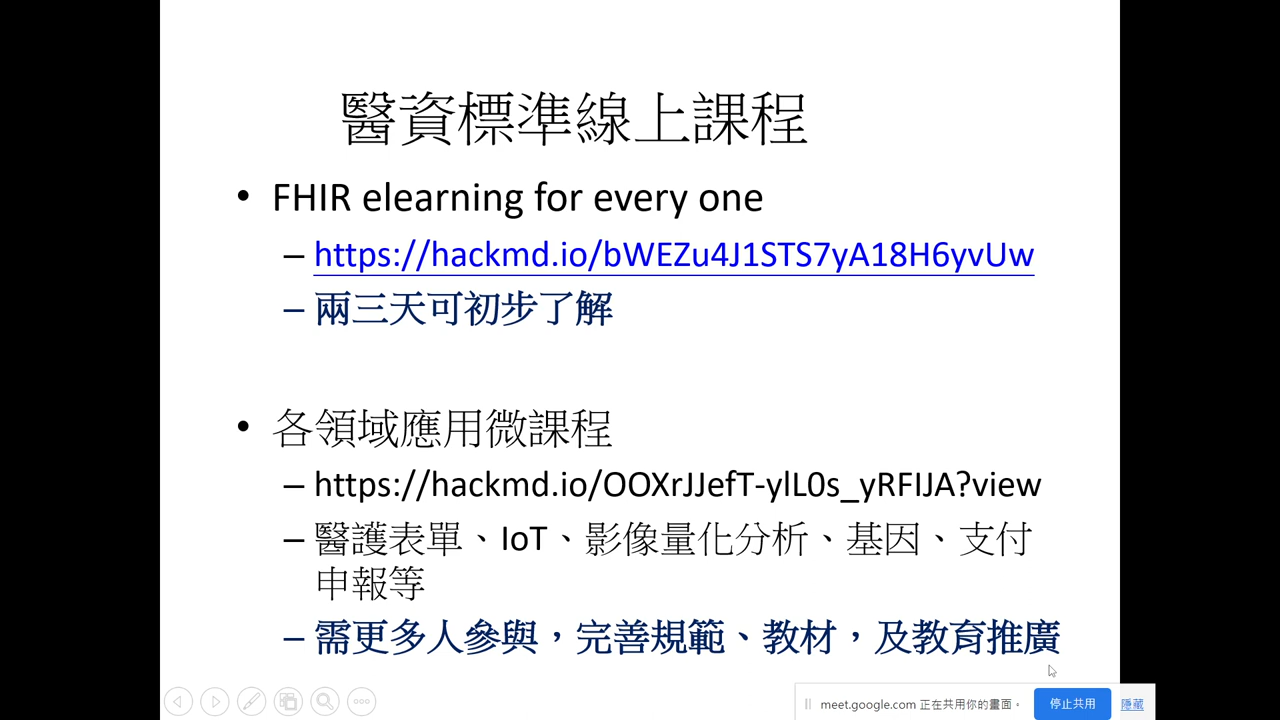 醫資標準線上課程
• FHIR elearning for every one
– https://hackmd.io/bWEZu4J1STS7yA18H6yvUw
– 兩三天可初步了解
• 各領域應用微課程
– https://hackmd.io/OOXrJJefT-ylL0s_yRFIJA?view
– 醫護表單、IoT、影像量化分析、基因、支付
申報等
– 需更多人參與，完善規範、教材，及教育推廣
meet.google.com 正在共用你的畫面。 停止共用 隱藏